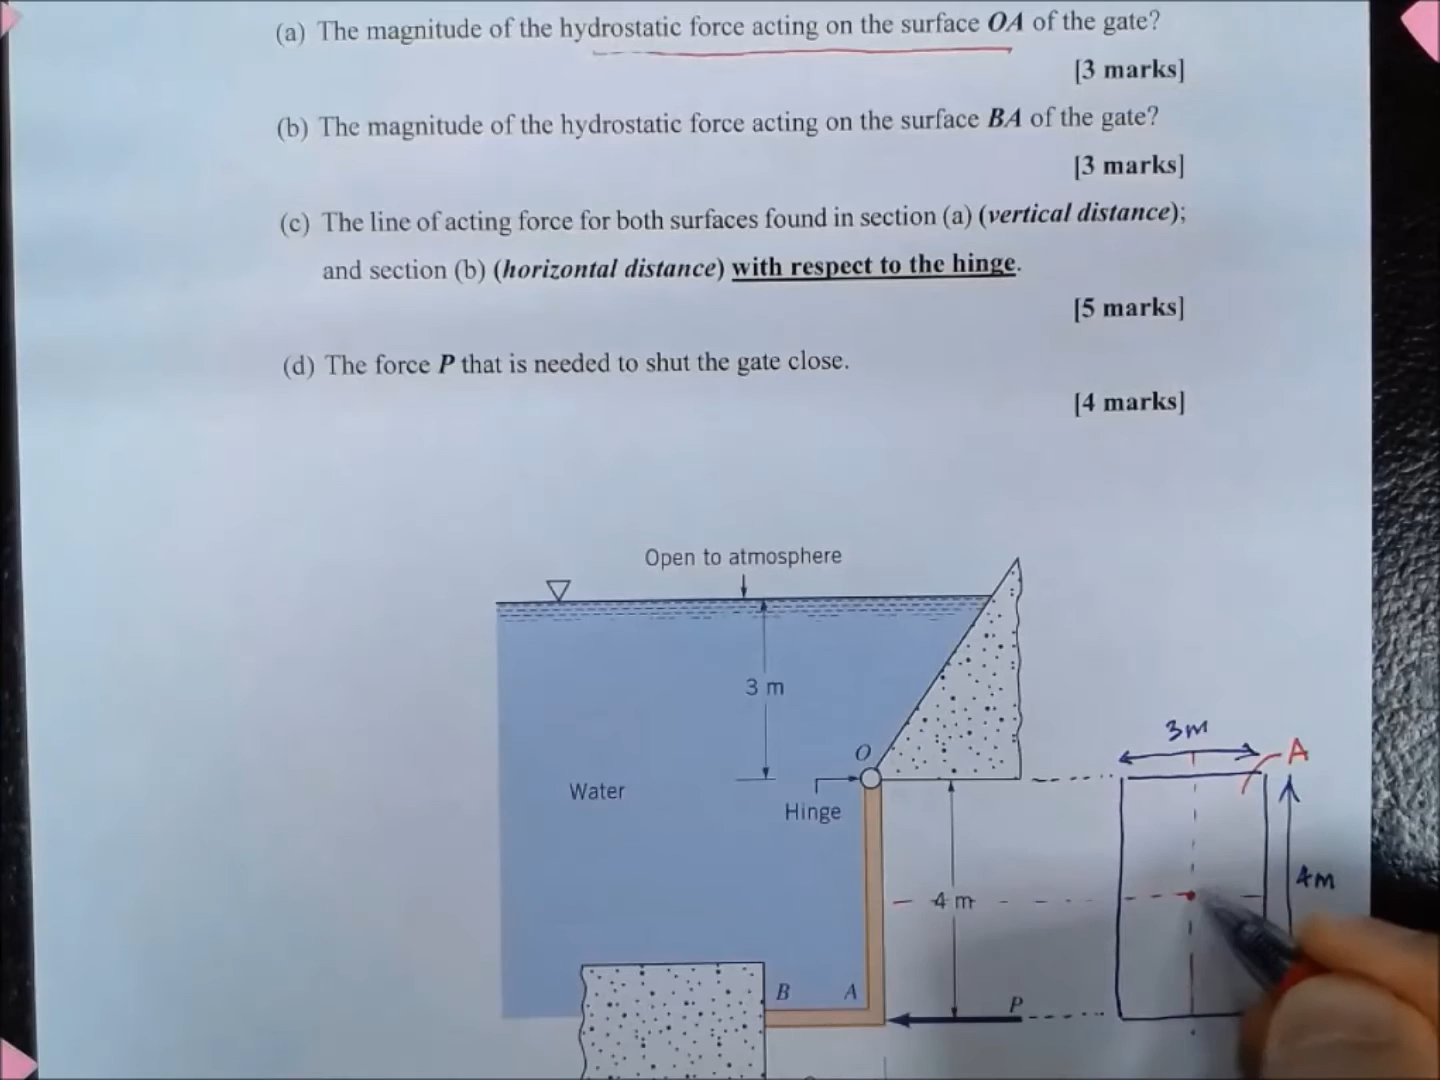 (a) The magnitude of the hydrostatic force acting on the surface OA of the gate?
[3 marks]
(b) The magnitude of the hydrostatic force acting on the surface BA of the gate?
[3 marks]
(c) The line of acting force for both surfaces found in section (a) (vertical distance);
and section (b) (horizontal distance) with respect to the hinge.
[5 marks]
(d) The force P that is needed to shut the gate close.
[4 marks]
Open to atmosphere
3 m
3m
A
O
Water
Hinge
4 m
4m
B
A
P